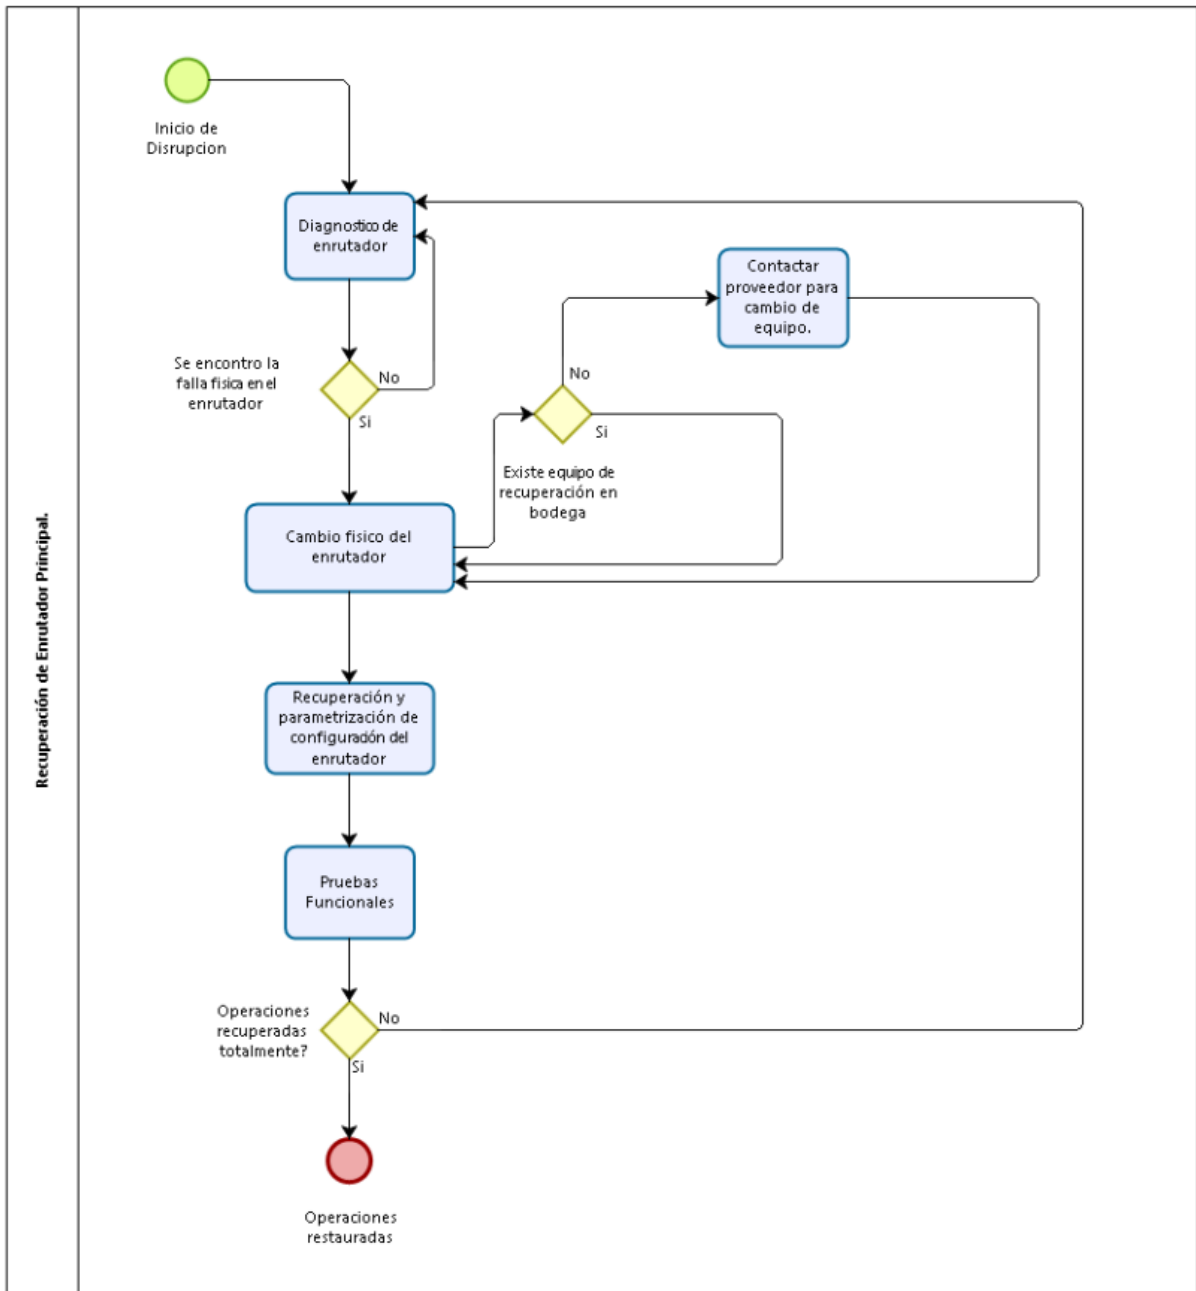 Recuperación de Enrutador Principal.
Inicio de
Disrupcion
Diagnostico de
enrutador
Se encontro la
falla fisica en el
enrutador
No
Si
Contactar
proveedor para
cambio de
equipo.
No
Si
Existe equipo de
recuperación en
bodega
Cambio fisico del
enrutador
Recuperación y
parametrización de
configuración del
enrutador
Pruebas
Funcionales
Operaciones
recuperadas
totalmente?
No
Si
Operaciones
restauradas